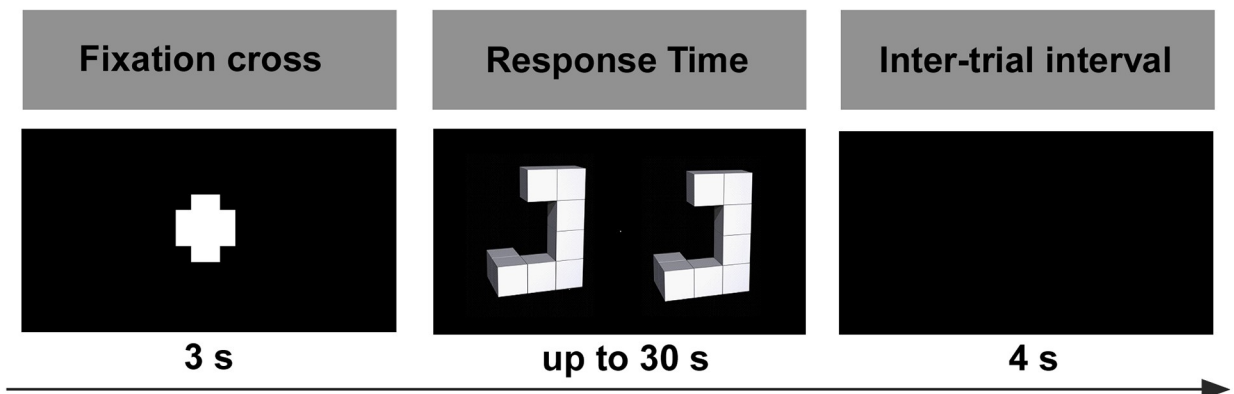 Fixation cross
Response Time
Inter-trial interval
3 s
up to 30 s
4 s